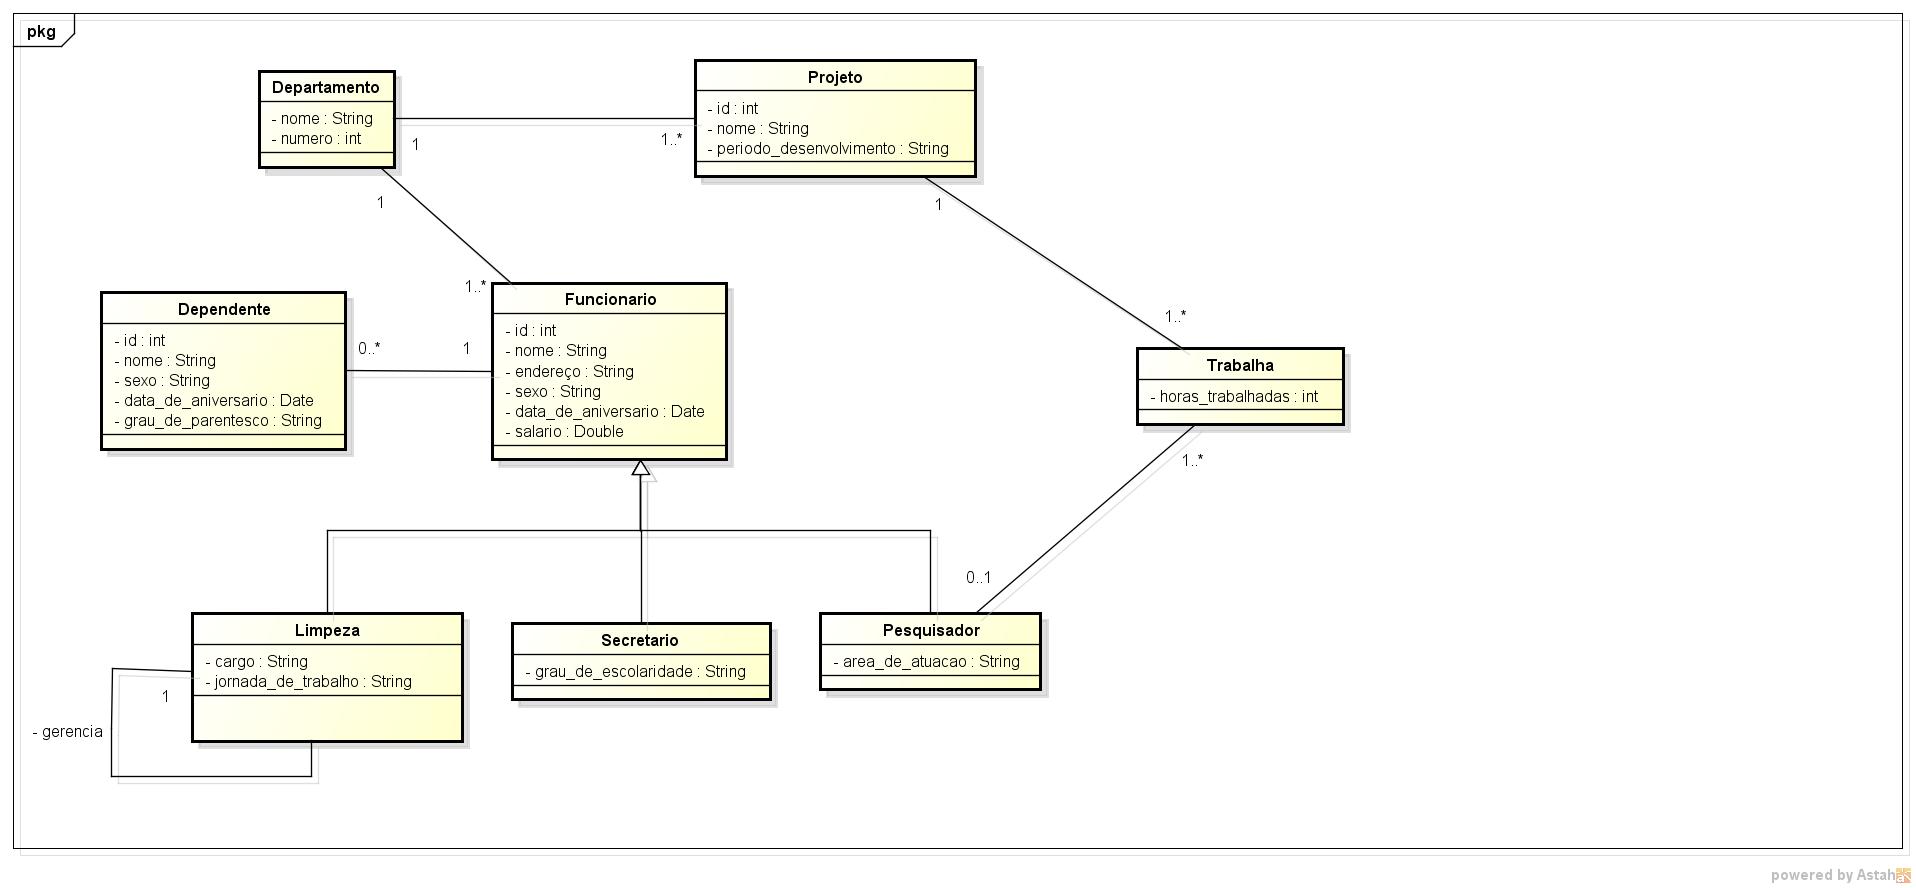 pkg
Departamento
- nome : String
- numero : int
Projeto
- id : int
- nome : String
- periodo_desenvolvimento : String
1
1..*
1
1
1..*
Dependente
- id : int
- nome : String
- sexo : String
- data_de_aniversario : Date
- grau_de_parentesco : String
0..*
1
Funcionario
- id : int
- nome : String
- endereço : String
- sexo : String
- data_de_aniversario : Date
- salario : Double
1..*
Trabalha
- horas_trabalhadas : int
1..*
0..1
Limpeza
- cargo : String
- jornada_de_trabalho : String
1
- gerencia
Secretario
- grau_de_escolaridade : String
Pesquisador
- area_de_atuacao : String
powered by Astah